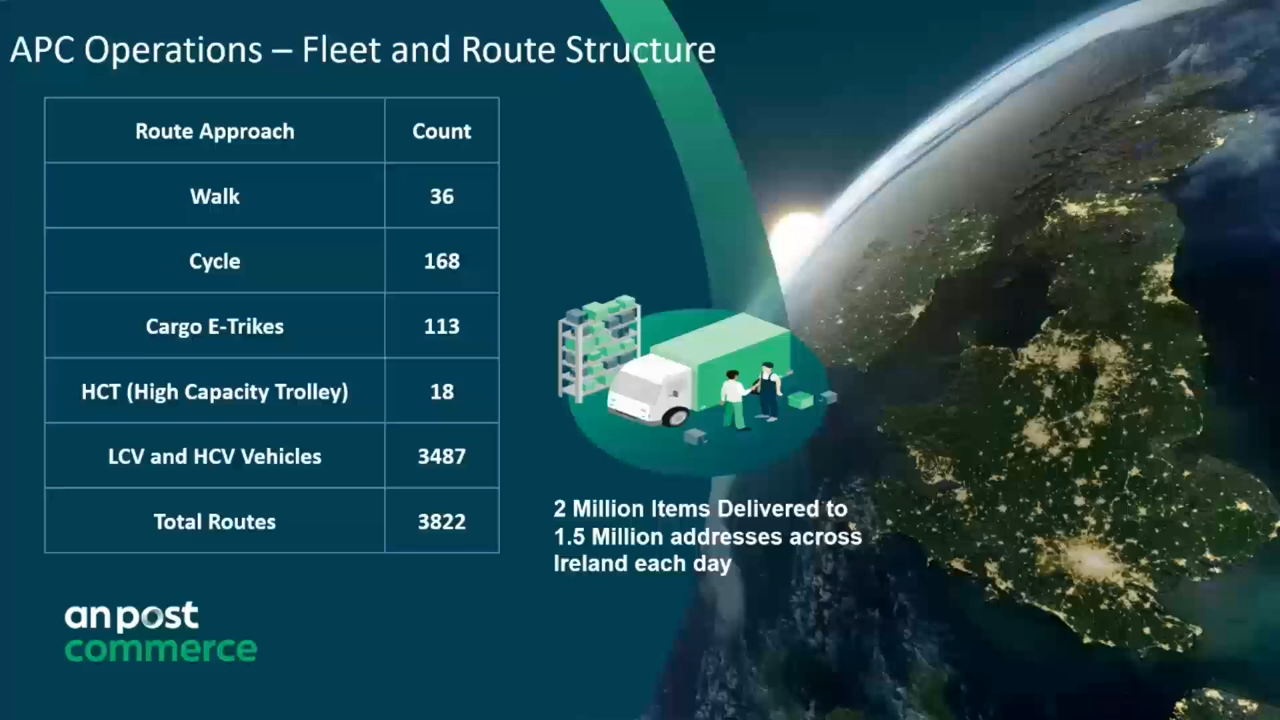 APC Operations – Fleet and Route Structure
Route Approach Count
Walk 36
Cycle 168
Cargo E-Trikes 113
HCT (High Capacity Trolley) 18
LCV and HCV Vehicles 3487
Total Routes 3822
2 Million Items Delivered to
1.5 Million addresses across
Ireland each day
an post
commerce